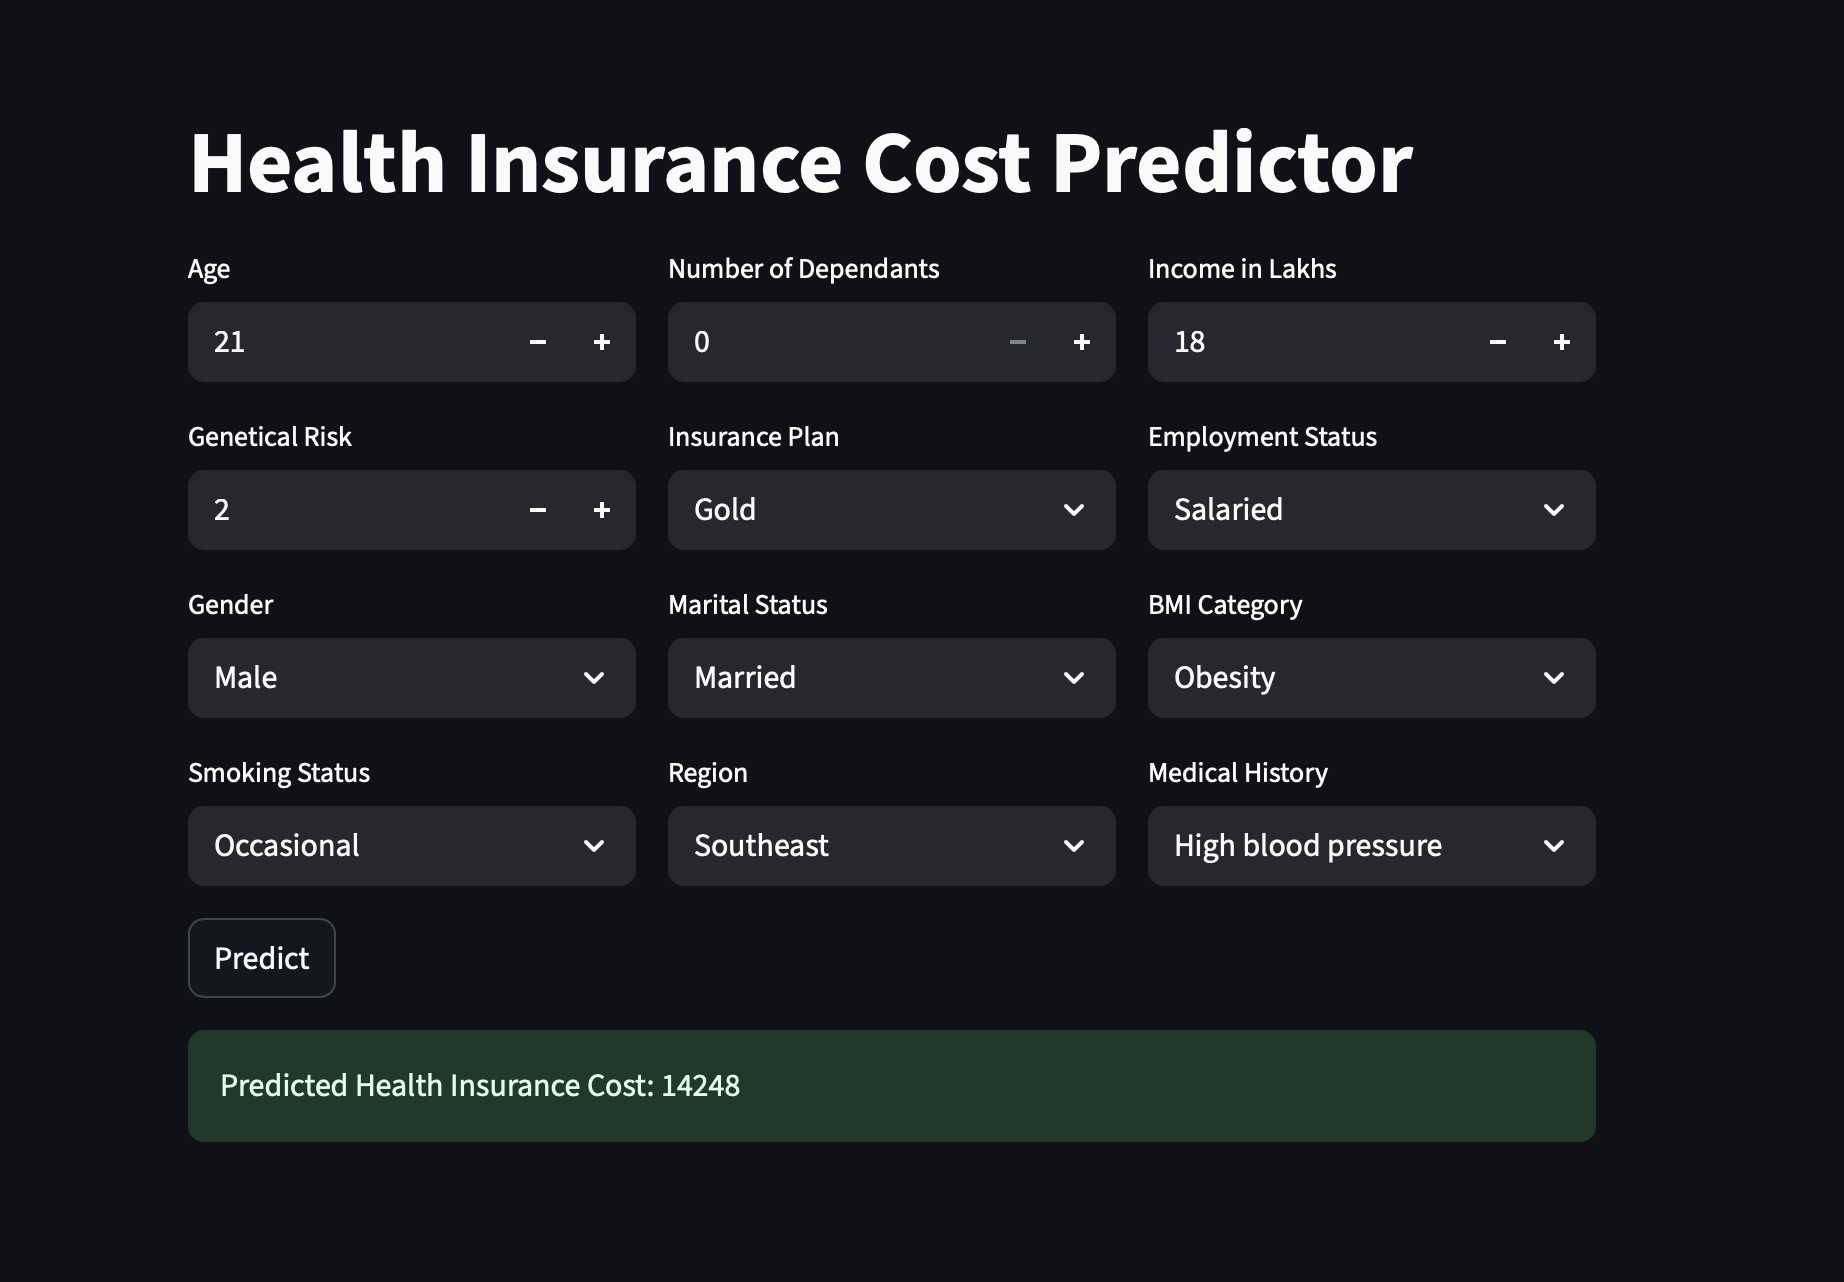 Health Insurance Cost Predictor
Age
Number of Dependants
Income in Lakhs
21
0
18
Genetical Risk
Insurance Plan
Employment Status
2
Gold
Salaried
Gender
Marital Status
BMI Category
Male
Married
Obesity
Smoking Status
Region
Medical History
Occasional
Southeast
High blood pressure
Predict
Predicted Health Insurance Cost: 14248